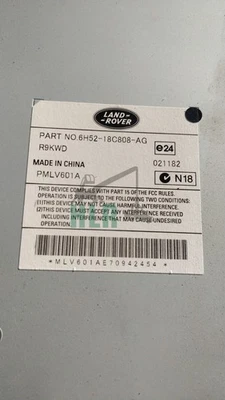 LAND-
ROVER
PART NO.6H52-18C808-AG
R9KWD
e24
021182
MADE IN CHINA
PMLV601A
N18
THIS DEVICE COMPLIES WITH PART 15 OF THE FCC RULES
OPERATION IS SUBJECT TO THE FOLLOWING TWO CONDITIONS:
(1)THIS DEVICE MAY NOT CAUSE HARMFUL INTERFERENCE.
(2)THIS DEVICE MUST ACCEPT ANY INTERFERENCE RECEIVED
INCLUDING INTERFERENCE THAT MAY CAUSE UNDESIRED
OPERATION.
*MLV601AE70942454*